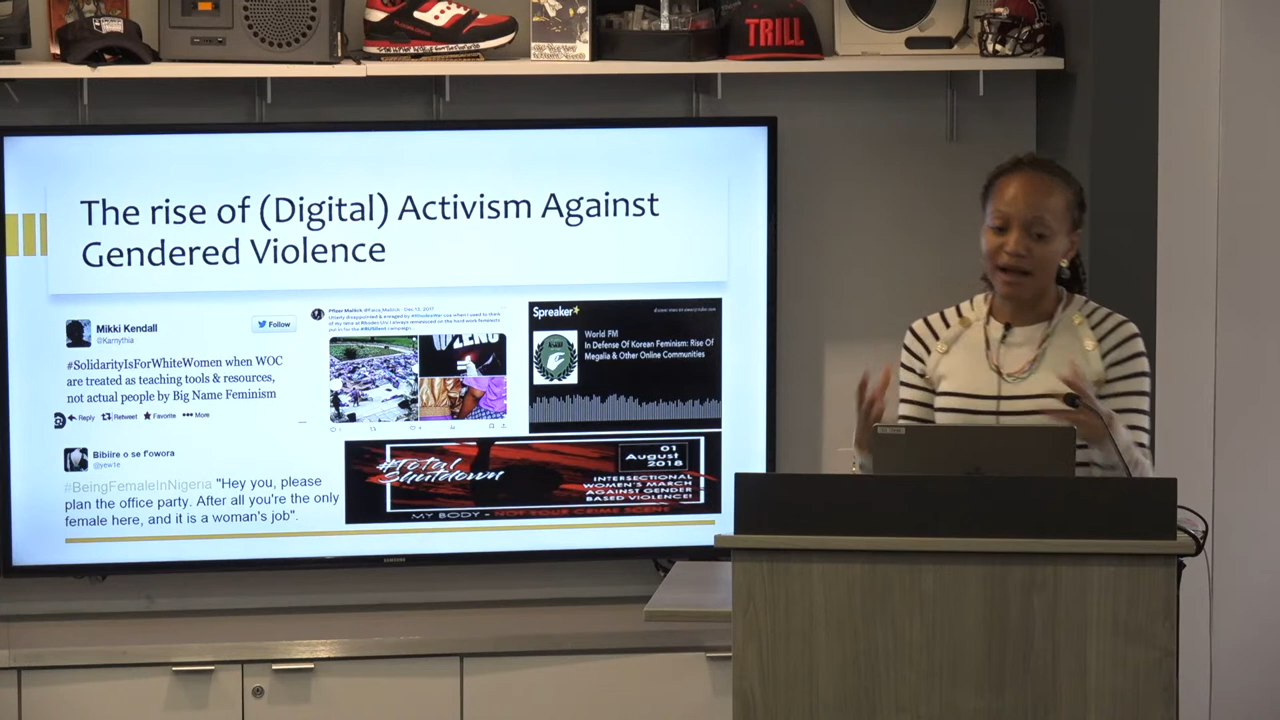 TRILL
The rise of (Digital) Activism Against
Gendered Violence
Mikki Kendall
@Karnythia
Follow
#SolidarityIsForWhiteWomen when WOC
are treated as teaching tools & resources,
not actual people by Big Name Feminism
Reply Retweet Favorite More
Bibiire o se f'owora
@yew1e
#BeingFemaleInNigeria "Hey you, please
plan the office party. After all you're the only
female here, and it is a woman's job".
Spreaker
World FM
In Defense Of Korean Feminism: Rise Of
Megalia & Other Online Communities
#Total
Shutdown
01
August
2018
INTERSECTIONAL
WOMEN'S MARCH
AGAINST GENDER
BASED VIOLENCE!
MY BODY - NOT YOUR CRIME SCENE
SAMSUNG